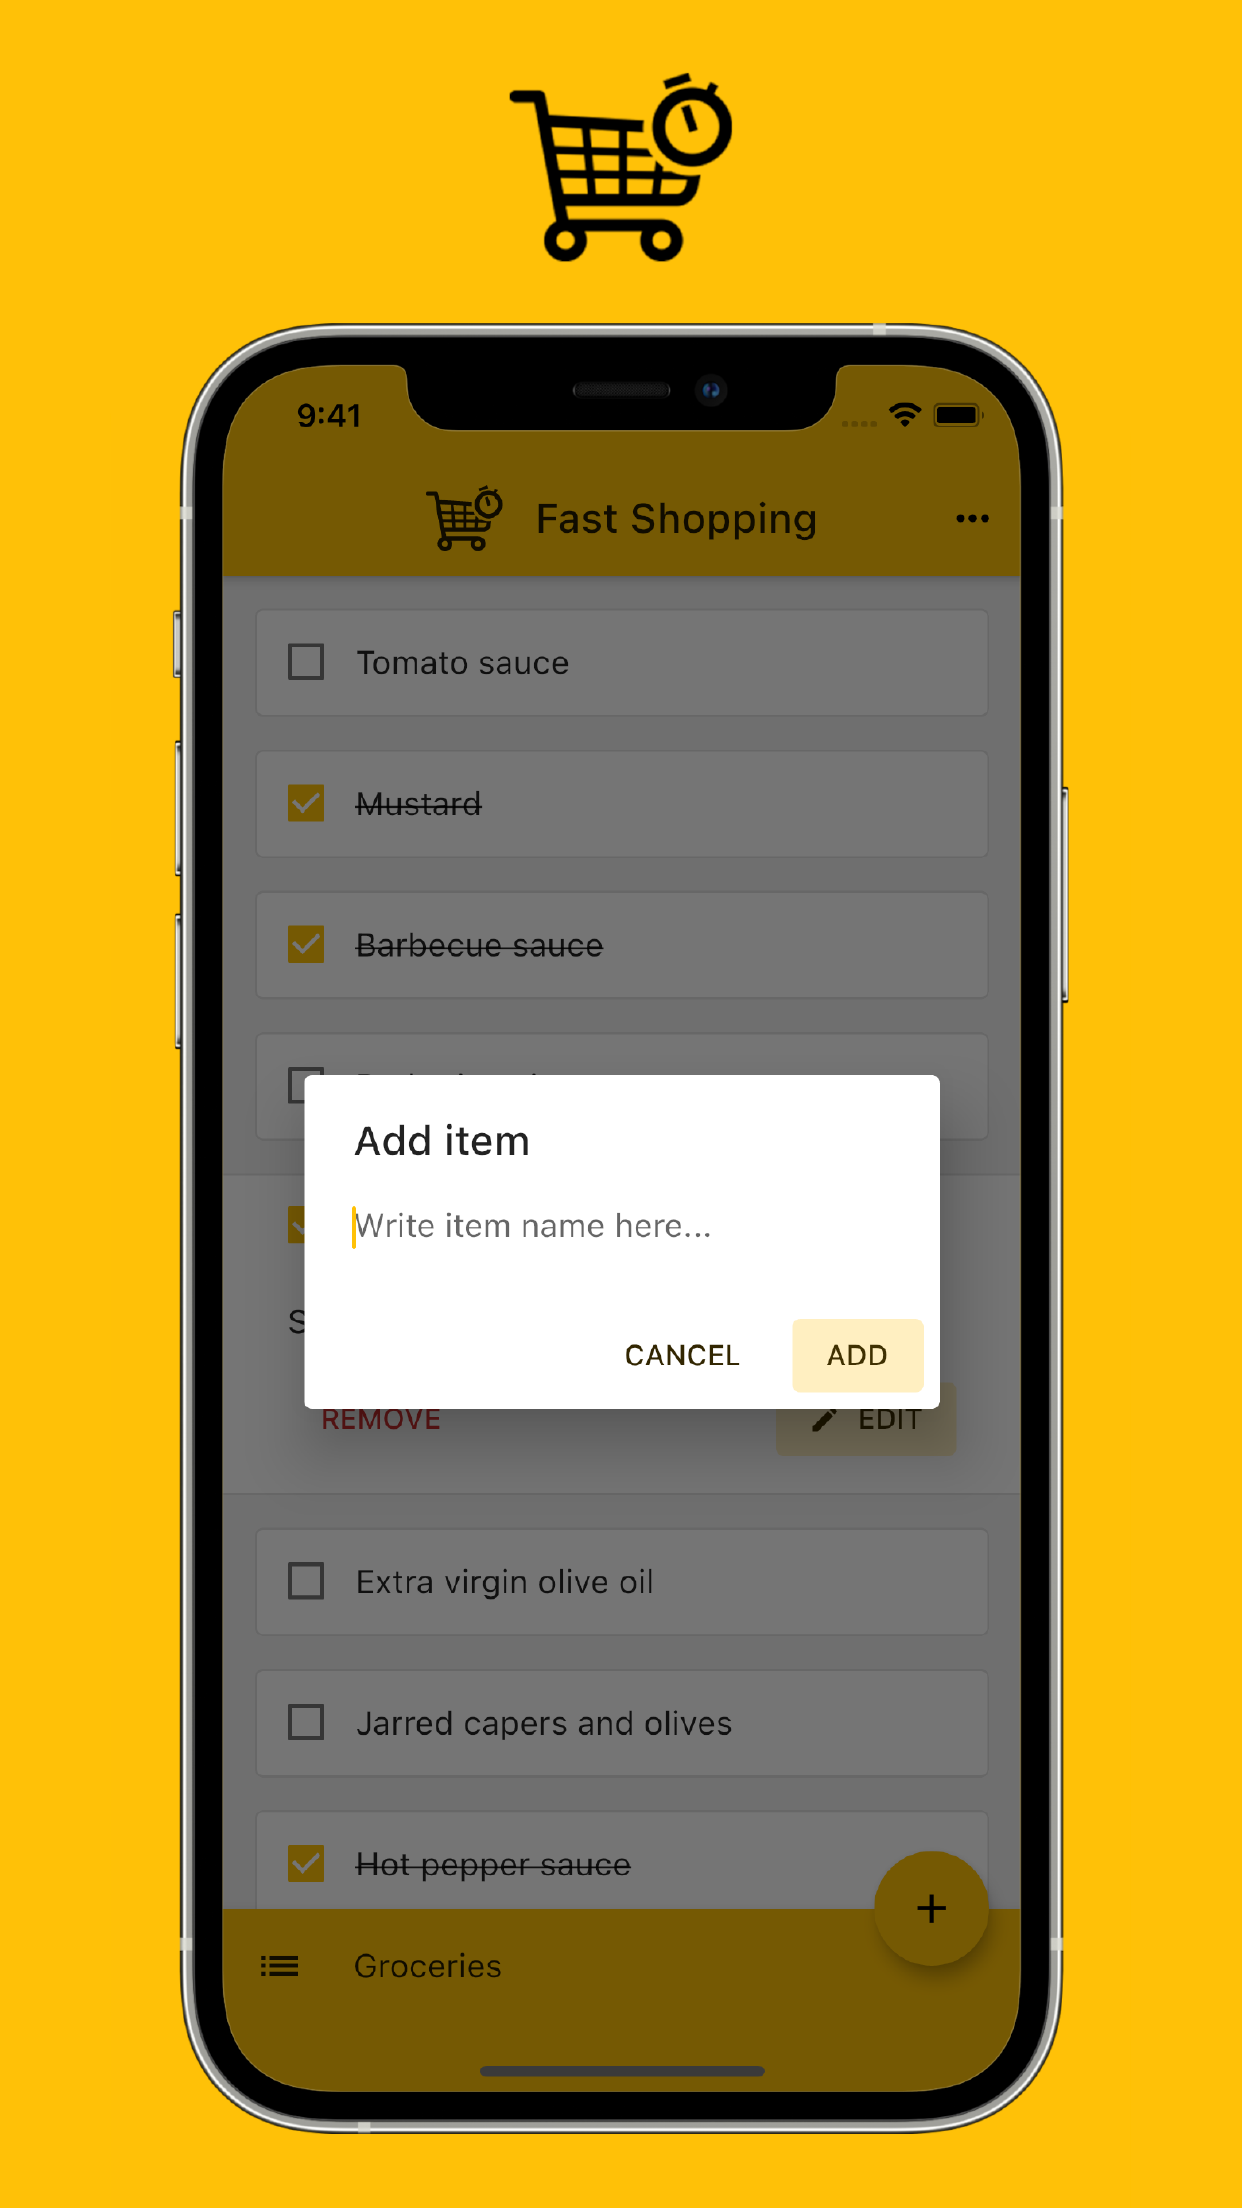 9:41
Fast Shopping
Tomato sauce
Mustard
Barbecue sauce
Add item
Write item name here...
CANCEL ADD
REMOVE EDIT
Extra virgin olive oil
Jarred capers and olives
Hot pepper sauce
Groceries